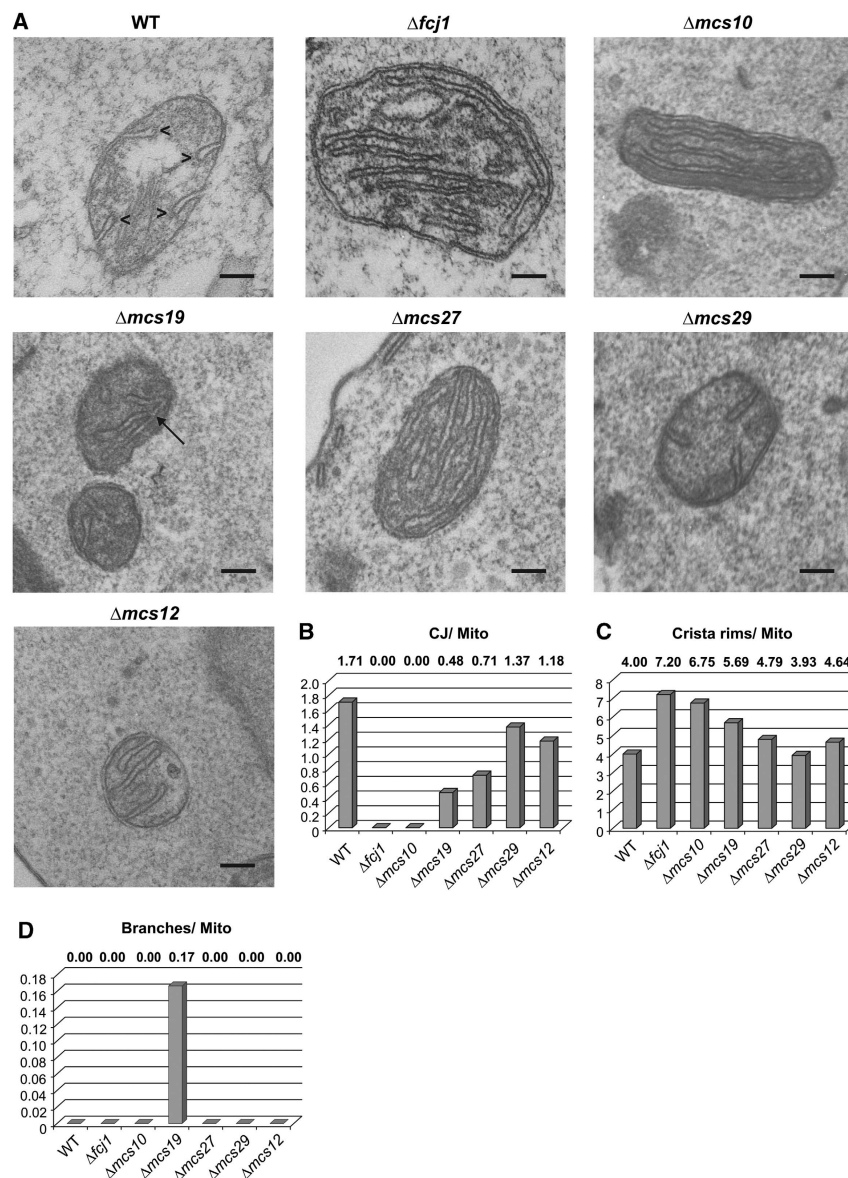 A
WT
Δfcj1
Δmcs10
<
>
<
>
Δmcs19
Δmcs27
Δmcs29
Δmcs12
B
CJ/ Mito
1.71 0.00 0.00 0.48 0.71 1.37 1.18
2.0
1.8
1.6
1.4
1.2
1.0
0.8
0.6
0.4
0.2
0
WT Δfcj1 Δmcs10 Δmcs19 Δmcs27 Δmcs29 Δmcs12
C
Crista rims/ Mito
4.00 7.20 6.75 5.69 4.79 3.93 4.64
8
7
6
5
4
3
2
1
0
WT Δfcj1 Δmcs10 Δmcs19 Δmcs27 Δmcs29 Δmcs12
D
Branches/ Mito
0.00 0.00 0.00 0.17 0.00 0.00 0.00
0.18
0.16
0.14
0.12
0.10
0.08
0.06
0.04
0.02
0
WT Δfcj1 Δmcs10 Δmcs19 Δmcs27 Δmcs29 Δmcs12